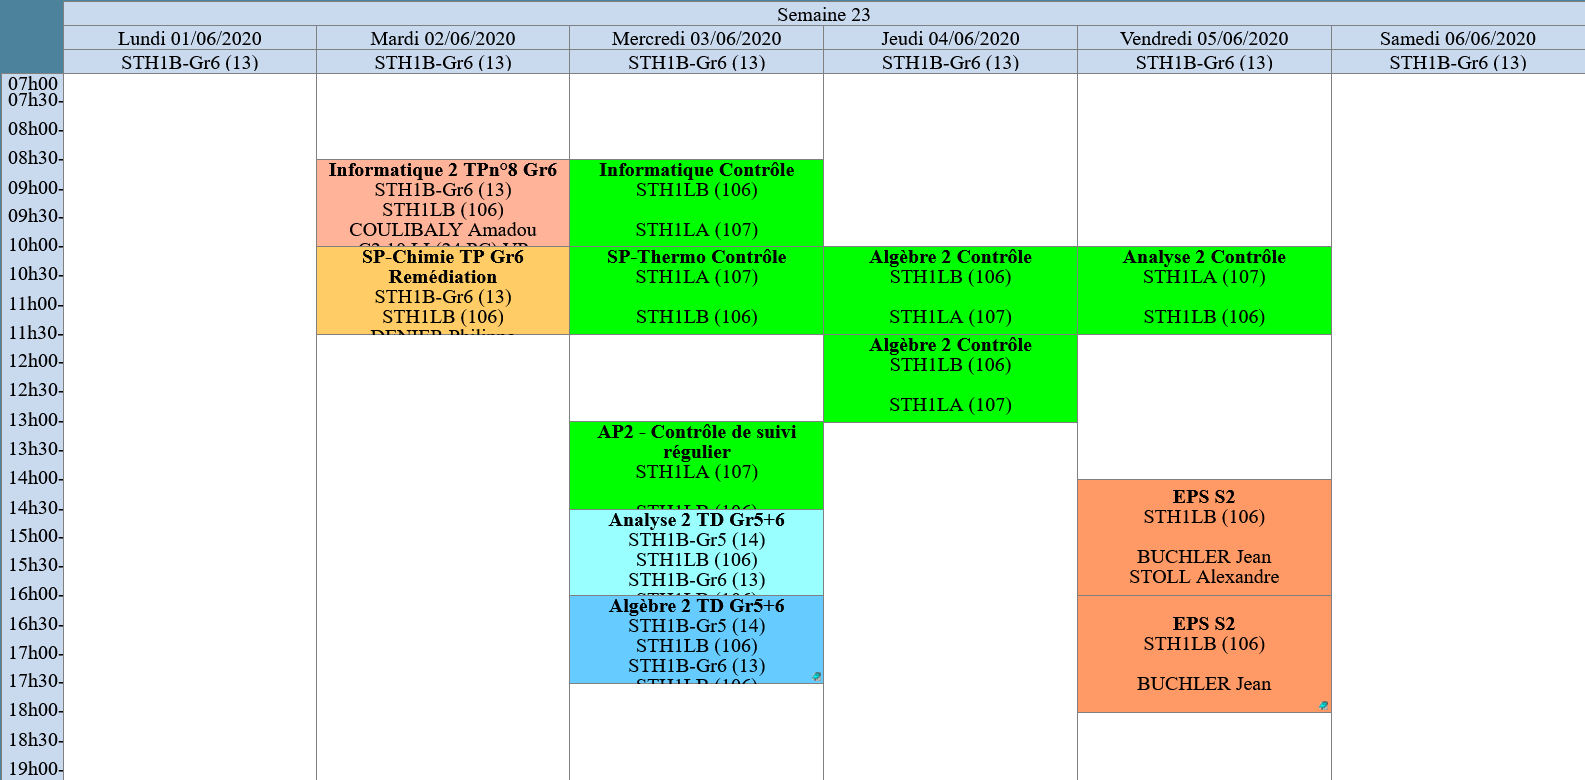 Semaine 23
Lundi 01/06/2020
Mardi 02/06/2020
Mercredi 03/06/2020
Jeudi 04/06/2020
Vendredi 05/06/2020
Samedi 06/06/2020
STH1B-Gr6 (13)
STH1B-Gr6 (13)
STH1B-Gr6 (13)
STH1B-Gr6 (13)
STH1B-Gr6 (13)
STH1B-Gr6 (13)
07h00
07h30
08h00
08h30
09h00
09h30
10h00
10h30
11h00
11h30
12h00
12h30
13h00
13h30
14h00
14h30
15h00
15h30
16h00
16h30
17h00
17h30
18h00
18h30
19h00
Informatique 2 TPn°8 Gr6
STH1B-Gr6 (13)
STH1LB (106)
COULIBALY Amadou
SP-Chimie TP Gr6
Remédiation
STH1B-Gr6 (13)
STH1LB (106)
DENIER Philippe
Informatique Contrôle
STH1LB (106)
STH1LA (107)
SP-Thermo Contrôle
STH1LA (107)
STH1LB (106)
AP2 - Contrôle de suivi
régulier
STH1LA (107)
STH1LB (106)
Analyse 2 TD Gr5+6
STH1B-Gr5 (14)
STH1LB (106)
STH1B-Gr6 (13)
STH1LB (106)
Algèbre 2 TD Gr5+6
STH1B-Gr5 (14)
STH1LB (106)
STH1B-Gr6 (13)
STH1LB (106)
Algèbre 2 Contrôle
STH1LB (106)
STH1LA (107)
Algèbre 2 Contrôle
STH1LB (106)
STH1LA (107)
Analyse 2 Contrôle
STH1LA (107)
STH1LB (106)
EPS S2
STH1LB (106)
BUCHLER Jean
STOLL Alexandre
EPS S2
STH1LB (106)
BUCHLER Jean